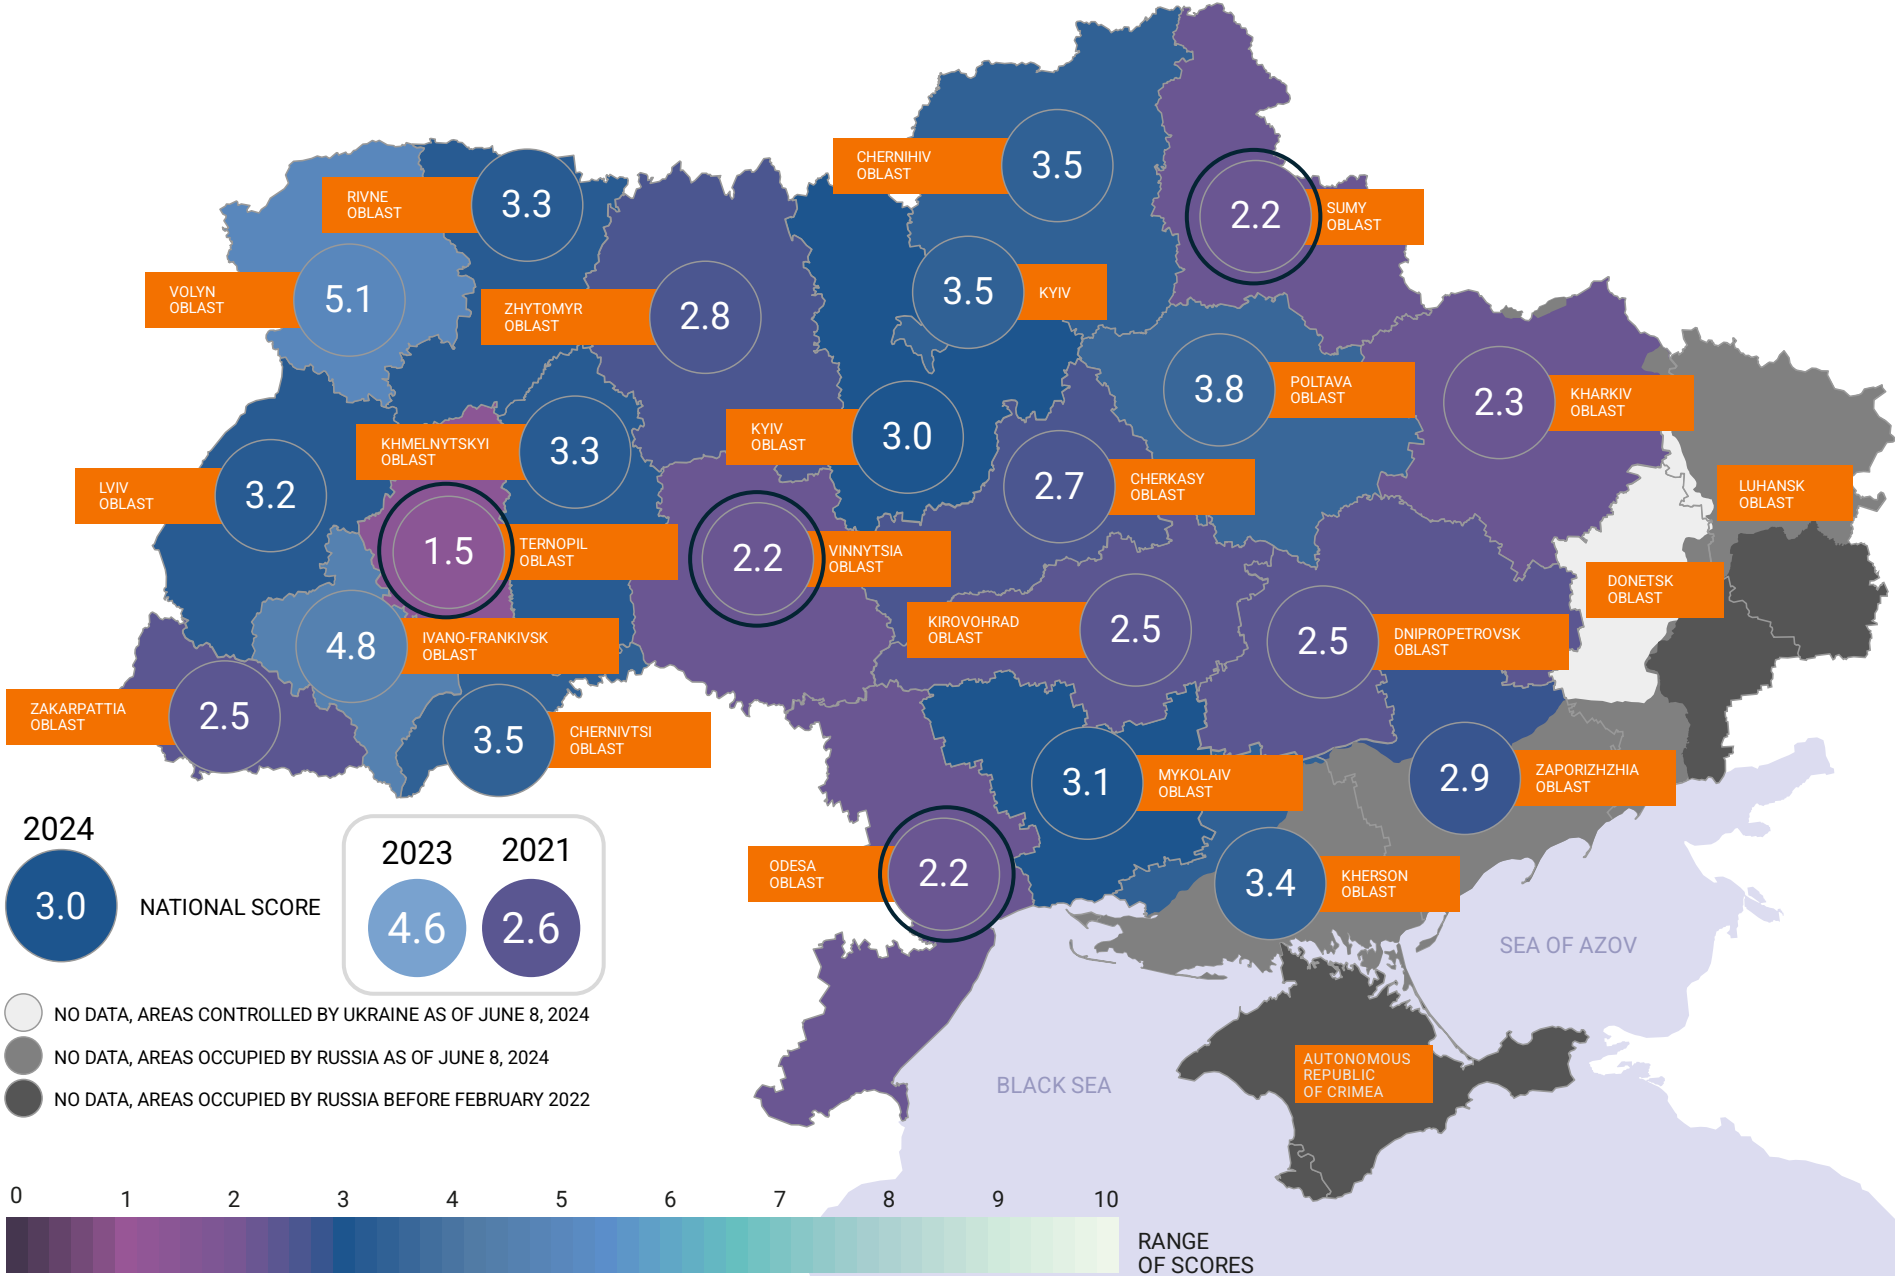 CHERNIHIV
OBLAST
3.5
RIVNE
OBLAST
3.3
2.2
SUMY
OBLAST
VOLYN
OBLAST
5.1
ZHYTOMYR
OBLAST
2.8
3.5
KYIV
3.8
POLTAVA
OBLAST
2.3
KHARKIV
OBLAST
KHMELNYTSKYI
OBLAST
3.3
KYIV
OBLAST
3.0
2.7
CHERKASY
OBLAST
LVIV
OBLAST
3.2
LUHANSK
OBLAST
1.5
TERNOPIL
OBLAST
2.2
VINNYTSIA
OBLAST
DONETSK
OBLAST
KIROVOHRAD
OBLAST
2.5
2.5
DNIPROPETROVSK
OBLAST
4.8
IVANO-FRANKIVSK
OBLAST
ZAKARPATTIA
OBLAST
2.5
3.5
CHERNIVTSI
OBLAST
3.1
MYKOLAIV
OBLAST
2.9
ZAPORIZHZHIA
OBLAST
ODESA
OBLAST
2.2
3.4
KHERSON
OBLAST
2024
3.0
NATIONAL SCORE
2023
4.6
2021
2.6
SEA OF AZOV
NO DATA, AREAS CONTROLLED BY UKRAINE AS OF JUNE 8, 2024
NO DATA, AREAS OCCUPIED BY RUSSIA AS OF JUNE 8, 2024
NO DATA, AREAS OCCUPIED BY RUSSIA BEFORE FEBRUARY 2022
BLACK SEA
AUTONOMOUS
REPUBLIC
OF CRIMEA
0 1 2 3 4 5 6 7 8 9 10
RANGE
OF SCORES